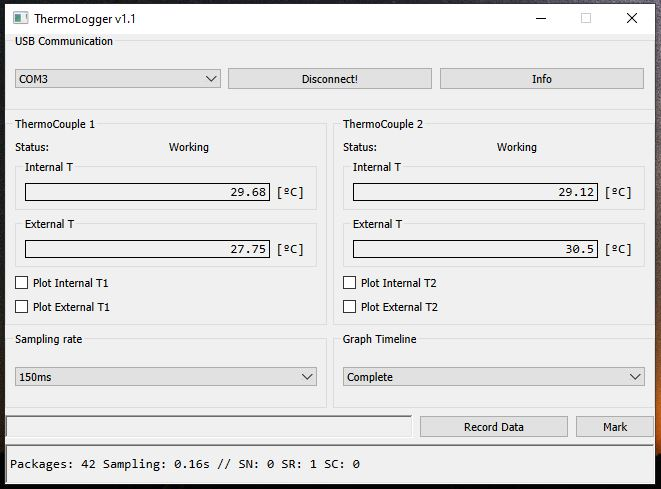 ThermoLogger v1.1
USB Communication
COM3 Disconnect! Info
ThermoCouple 1
Status: Working
Internal T
29.68 [ºC]
External T
27.75 [ºC]
Plot Internal T1
Plot External T1
ThermoCouple 2
Status: Working
Internal T
29.12 [ºC]
External T
30.5 [ºC]
Plot Internal T2
Plot External T2
Sampling rate
150ms
Graph Timeline
Complete
Record Data Mark
Packages: 42 Sampling: 0.16s // SN: 0 SR: 1 SC: 0